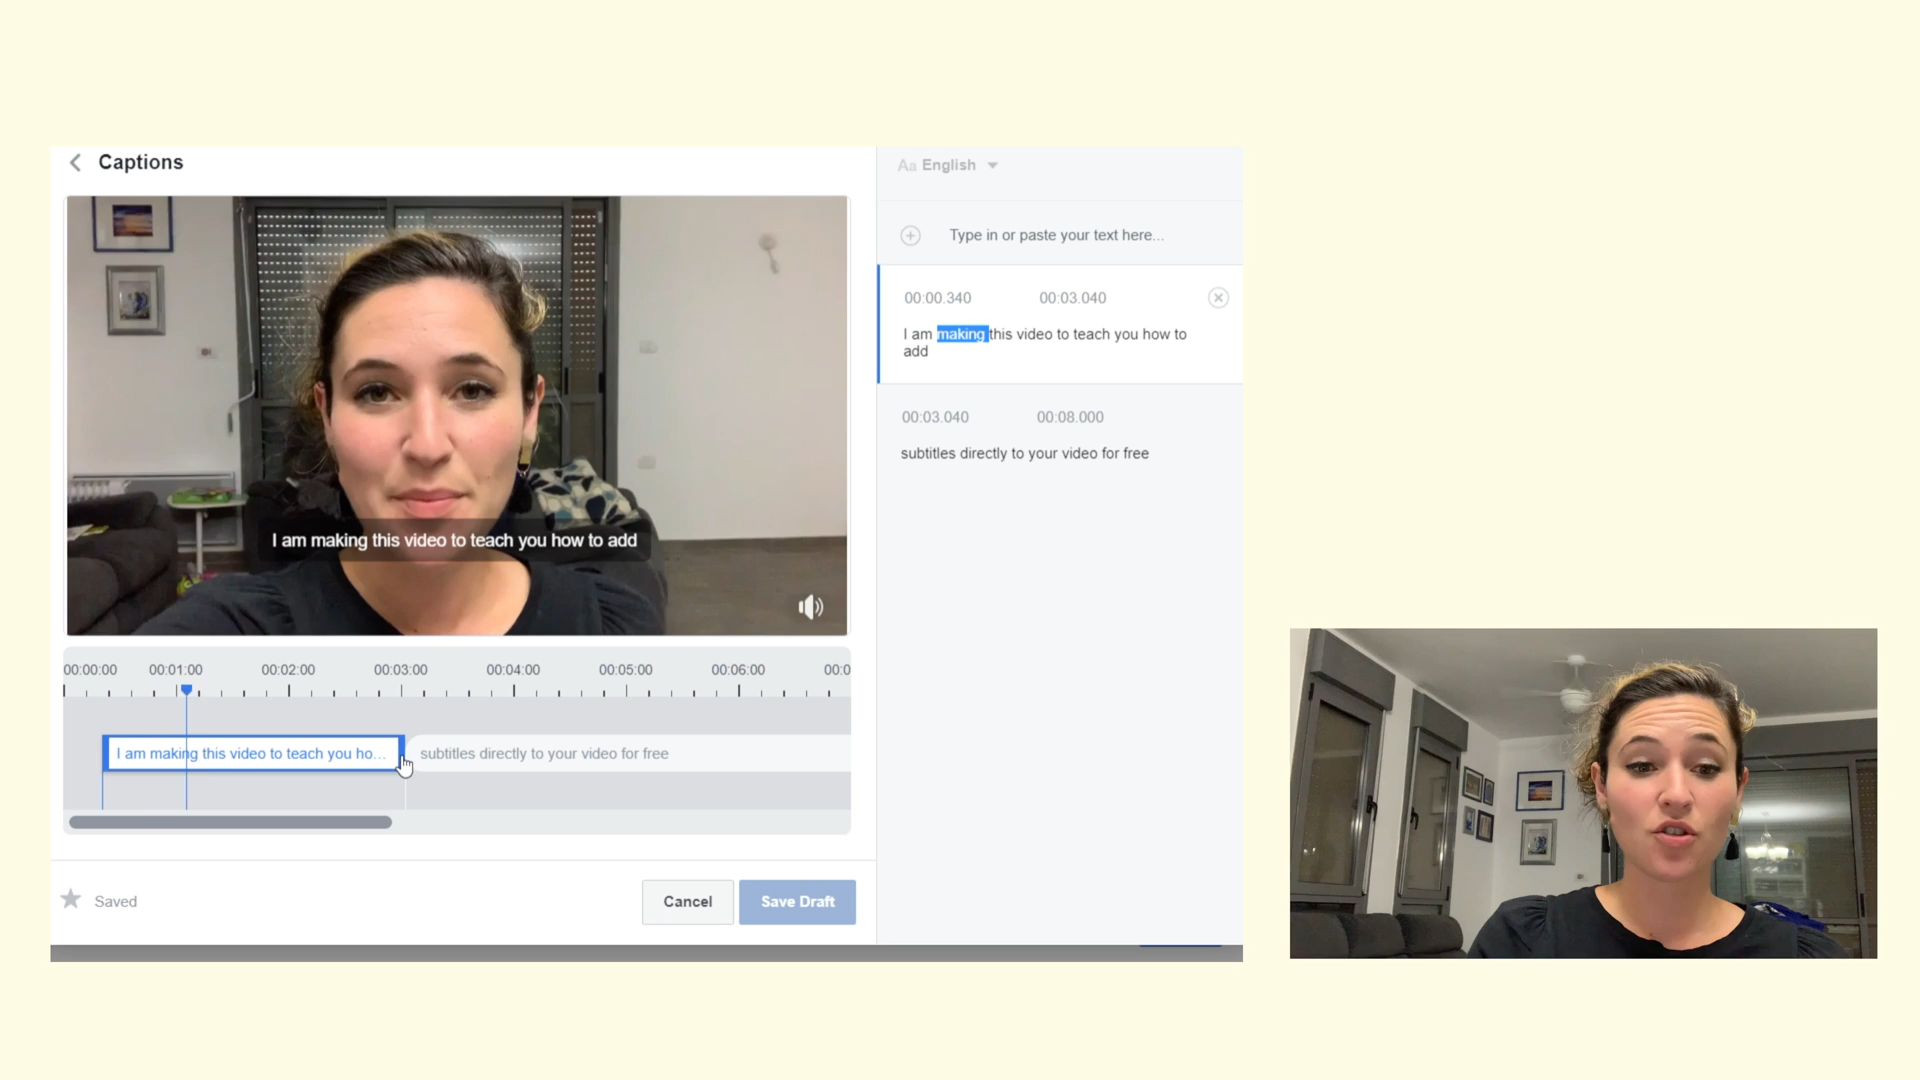 Captions
I am making this video to teach you how to add
00:00:00 00:01:00 00:02:00 00:03:00 00:04:00 00:05:00 00:06:00 00:0
I am making this video to teach you ho... subtitles directly to your video for free
Saved
Cancel Save Draft
Aa English
Type in or paste your text here...
00:00.340 00:03.040
I am making this video to teach you how to
add
00:03.040 00:08.000
subtitles directly to your video for free